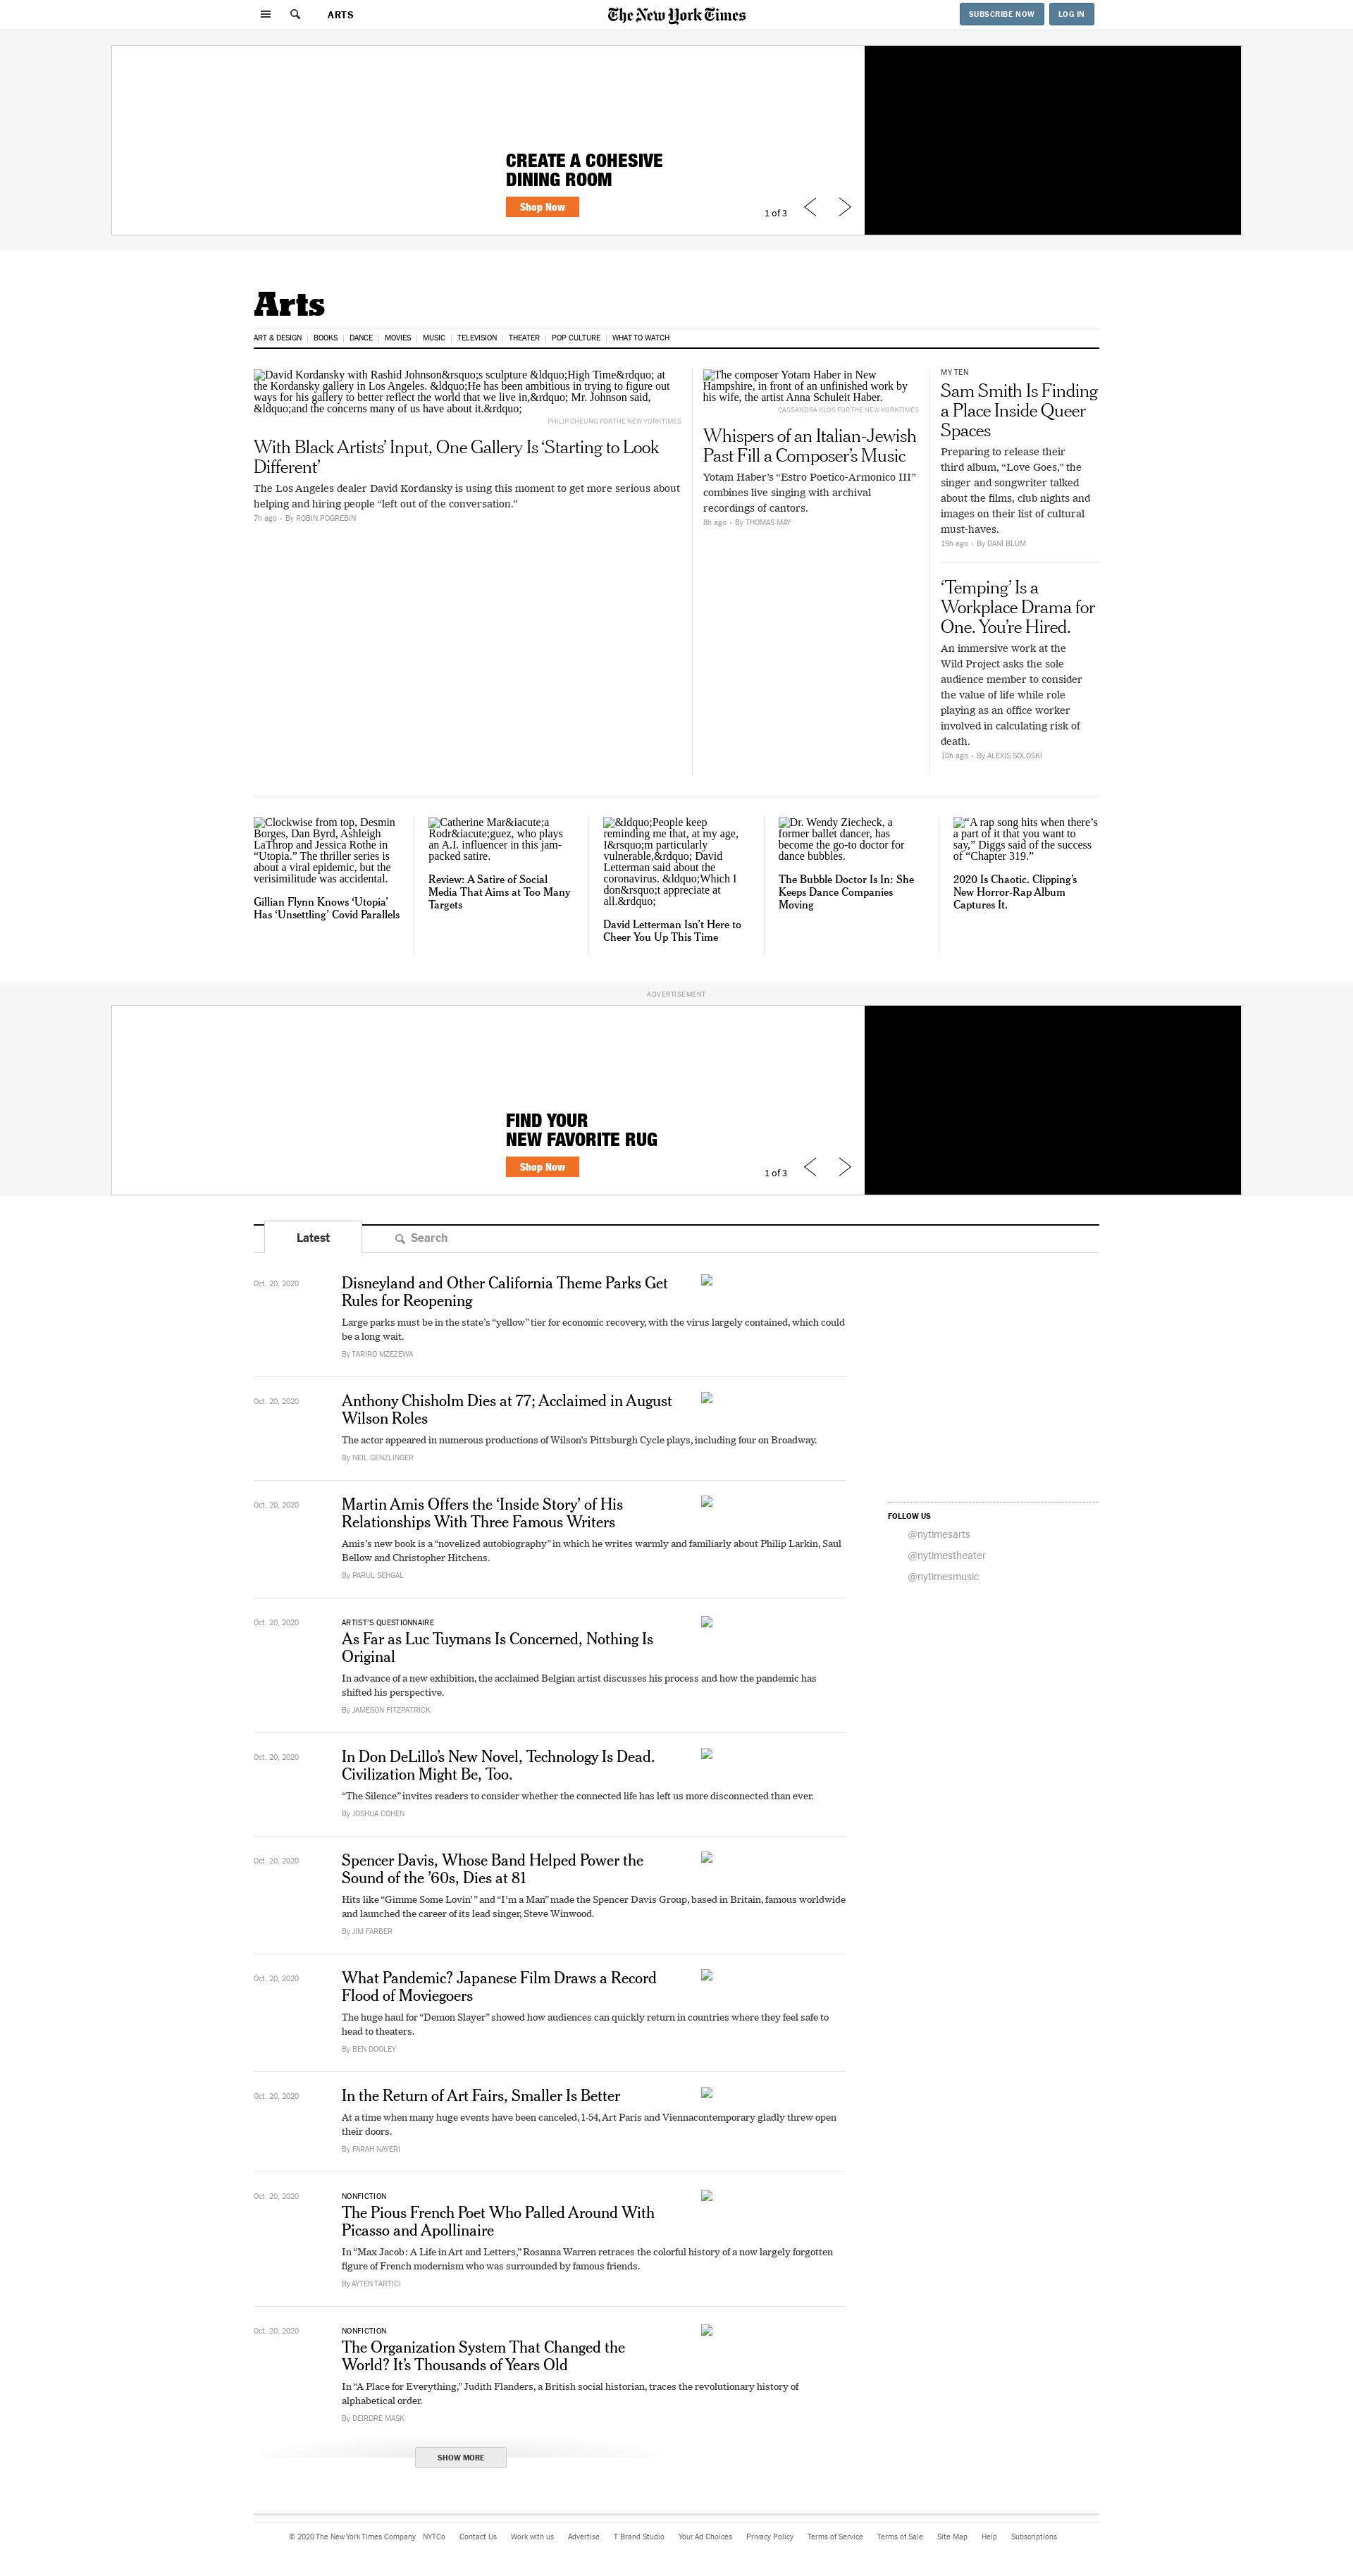 ARTS
The New York Times
SUBSCRIBE NOW
LOG IN
CREATE A COHESIVE
DINING ROOM
Shop Now
1 of 3
Arts
ART & DESIGN
BOOKS
DANCE
MOVIES
MUSIC
TELEVISION
THEATER
POP CULTURE
WHAT TO WATCH
David Kordansky with Rashid Johnson&rsquo;s sculpture &ldquo;High Time&rdquo; at
the Kordansky gallery in Los Angeles. &ldquo;He has been ambitious in trying to figure out
ways for his gallery to better reflect the world that we live in,&rdquo; Mr. Johnson said,
&ldquo;and the concerns many of us have about it.&rdquo;
PHILIP CHEUNG FOR THE NEW YORK TIMES
With Black Artists’ Input, One Gallery Is ‘Starting to Look
Different’
The Los Angeles dealer David Kordansky is using this moment to get more serious about
helping and hiring people “left out of the conversation.”
7h ago • By ROBIN POGREBIN
The composer Yotam Haber in New
Hampshire, in front of an unfinished work by
his wife, the artist Anna Schuleit Haber.
CASSANDRA KLOS FOR THE NEW YORK TIMES
Whispers of an Italian-Jewish
Past Fill a Composer’s Music
Yotam Haber’s “Estro Poetico-Armonico III”
combines live singing with archival
recordings of cantors.
8h ago • By THOMAS MAY
MY TEN
Sam Smith Is Finding
a Place Inside Queer
Spaces
Preparing to release their
third album, “Love Goes,” the
singer and songwriter talked
about the films, club nights and
images on their list of cultural
must-haves.
19h ago • By DANI BLUM
‘Temping’ Is a
Workplace Drama for
One. You’re Hired.
An immersive work at the
Wild Project asks the sole
audience member to consider
the value of life while role
playing as an office worker
involved in calculating risk of
death.
10h ago • By ALEXIS SOLOSKI
Clockwise from top, Desmin
Borges, Dan Byrd, Ashleigh
LaThrop and Jessica Rothe in
“Utopia.” The thriller series is
about a viral epidemic, but the
verisimilitude was accidental.
Gillian Flynn Knows ‘Utopia’
Has ‘Unsettling’ Covid Parallels
Catherine Mar&iacute;a
Rodr&iacute;guez, who plays
an A.I. influencer in this jam-
packed satire.
Review: A Satire of Social
Media That Aims at Too Many
Targets
&ldquo;People keep
reminding me that, at my age,
I&rsquo;m particularly
vulnerable,&rdquo; David
Letterman said about the
coronavirus. &ldquo;Which I
don&rsquo;t appreciate at
all.&rdquo;
David Letterman Isn’t Here to
Cheer You Up This Time
Dr. Wendy Ziecheck, a
former ballet dancer, has
become the go-to doctor for
dance bubbles.
The Bubble Doctor Is In: She
Keeps Dance Companies
Moving
“A rap song hits when there’s
a part of it that you want to
say,” Diggs said of the success
of “Chapter 319.”
2020 Is Chaotic. Clipping’s
New Horror-Rap Album
Captures It.
ADVERTISEMENT
FIND YOUR
NEW FAVORITE RUG
Shop Now
1 of 3
Latest
Search
Oct. 20, 2020
Disneyland and Other California Theme Parks Get
Rules for Reopening
Large parks must be in the state’s “yellow” tier for economic recovery, with the virus largely contained, which could
be a long wait.
By TARIRO MZEZEWA
Oct. 20, 2020
Anthony Chisholm Dies at 77; Acclaimed in August
Wilson Roles
The actor appeared in numerous productions of Wilson’s Pittsburgh Cycle plays, including four on Broadway.
By NEIL GENZLINGER
Oct. 20, 2020
Martin Amis Offers the ‘Inside Story’ of His
Relationships With Three Famous Writers
Amis’s new book is a “novelized autobiography” in which he writes warmly and familiarly about Philip Larkin, Saul
Bellow and Christopher Hitchens.
By PARUL SEHGAL
FOLLOW US
@nytimesarts
@nytimestheater
@nytimesmusic
Oct. 20, 2020
ARTIST’S QUESTIONNAIRE
As Far as Luc Tuymans Is Concerned, Nothing Is
Original
In advance of a new exhibition, the acclaimed Belgian artist discusses his process and how the pandemic has
shifted his perspective.
By JAMESON FITZPATRICK
Oct. 20, 2020
In Don DeLillo’s New Novel, Technology Is Dead.
Civilization Might Be, Too.
“The Silence” invites readers to consider whether the connected life has left us more disconnected than ever.
By JOSHUA COHEN
Oct. 20, 2020
Spencer Davis, Whose Band Helped Power the
Sound of the ’60s, Dies at 81
Hits like “Gimme Some Lovin’ ” and “I’m a Man” made the Spencer Davis Group, based in Britain, famous worldwide
and launched the career of its lead singer, Steve Winwood.
By JIM FARBER
Oct. 20, 2020
What Pandemic? Japanese Film Draws a Record
Flood of Moviegoers
The huge haul for “Demon Slayer” showed how audiences can quickly return in countries where they feel safe to
head to theaters.
By BEN DOOLEY
Oct. 20, 2020
In the Return of Art Fairs, Smaller Is Better
At a time when many huge events have been canceled, 1-54, Art Paris and Viennacontemporary gladly threw open
their doors.
By FARAH NAYERI
Oct. 20, 2020
NONFICTION
The Pious French Poet Who Palled Around With
Picasso and Apollinaire
In “Max Jacob: A Life in Art and Letters,” Rosanna Warren retraces the colorful history of a now largely forgotten
figure of French modernism who was surrounded by famous friends.
By AYTEN TARTICI
Oct. 20, 2020
NONFICTION
The Organization System That Changed the
World? It’s Thousands of Years Old
In “A Place for Everything,” Judith Flanders, a British social historian, traces the revolutionary history of
alphabetical order.
By DEIRDRE MASK
SHOW MORE
© 2020 The New York Times Company NYTCo Contact Us Work with us Advertise T Brand Studio Your Ad Choices Privacy Policy Terms of Service Terms of Sale Site Map Help Subscriptions